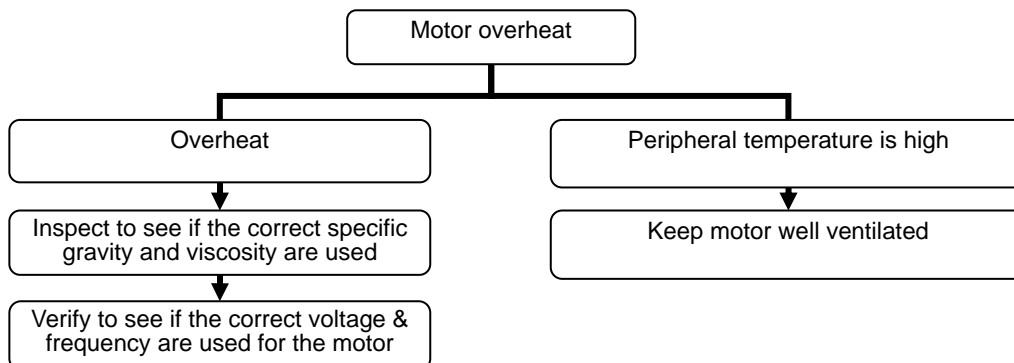 Motor overheat
Overheat
Peripheral temperature is high
Inspect to see if the correct specific
gravity and viscosity are used
Keep motor well ventilated
Verify to see if the correct voltage &
frequency are used for the motor